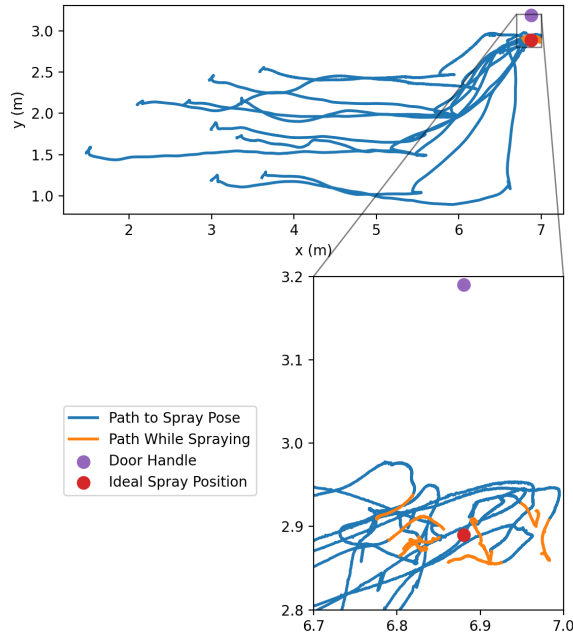 3.0
2.5
2.0
1.5
1.0
y (m)
2 3 4 5 6 7
x (m)
3.2
3.1
3.0
2.9
2.8
6.7 6.8 6.9 7.0
Path to Spray Pose
Path While Spraying
Door Handle
Ideal Spray Position